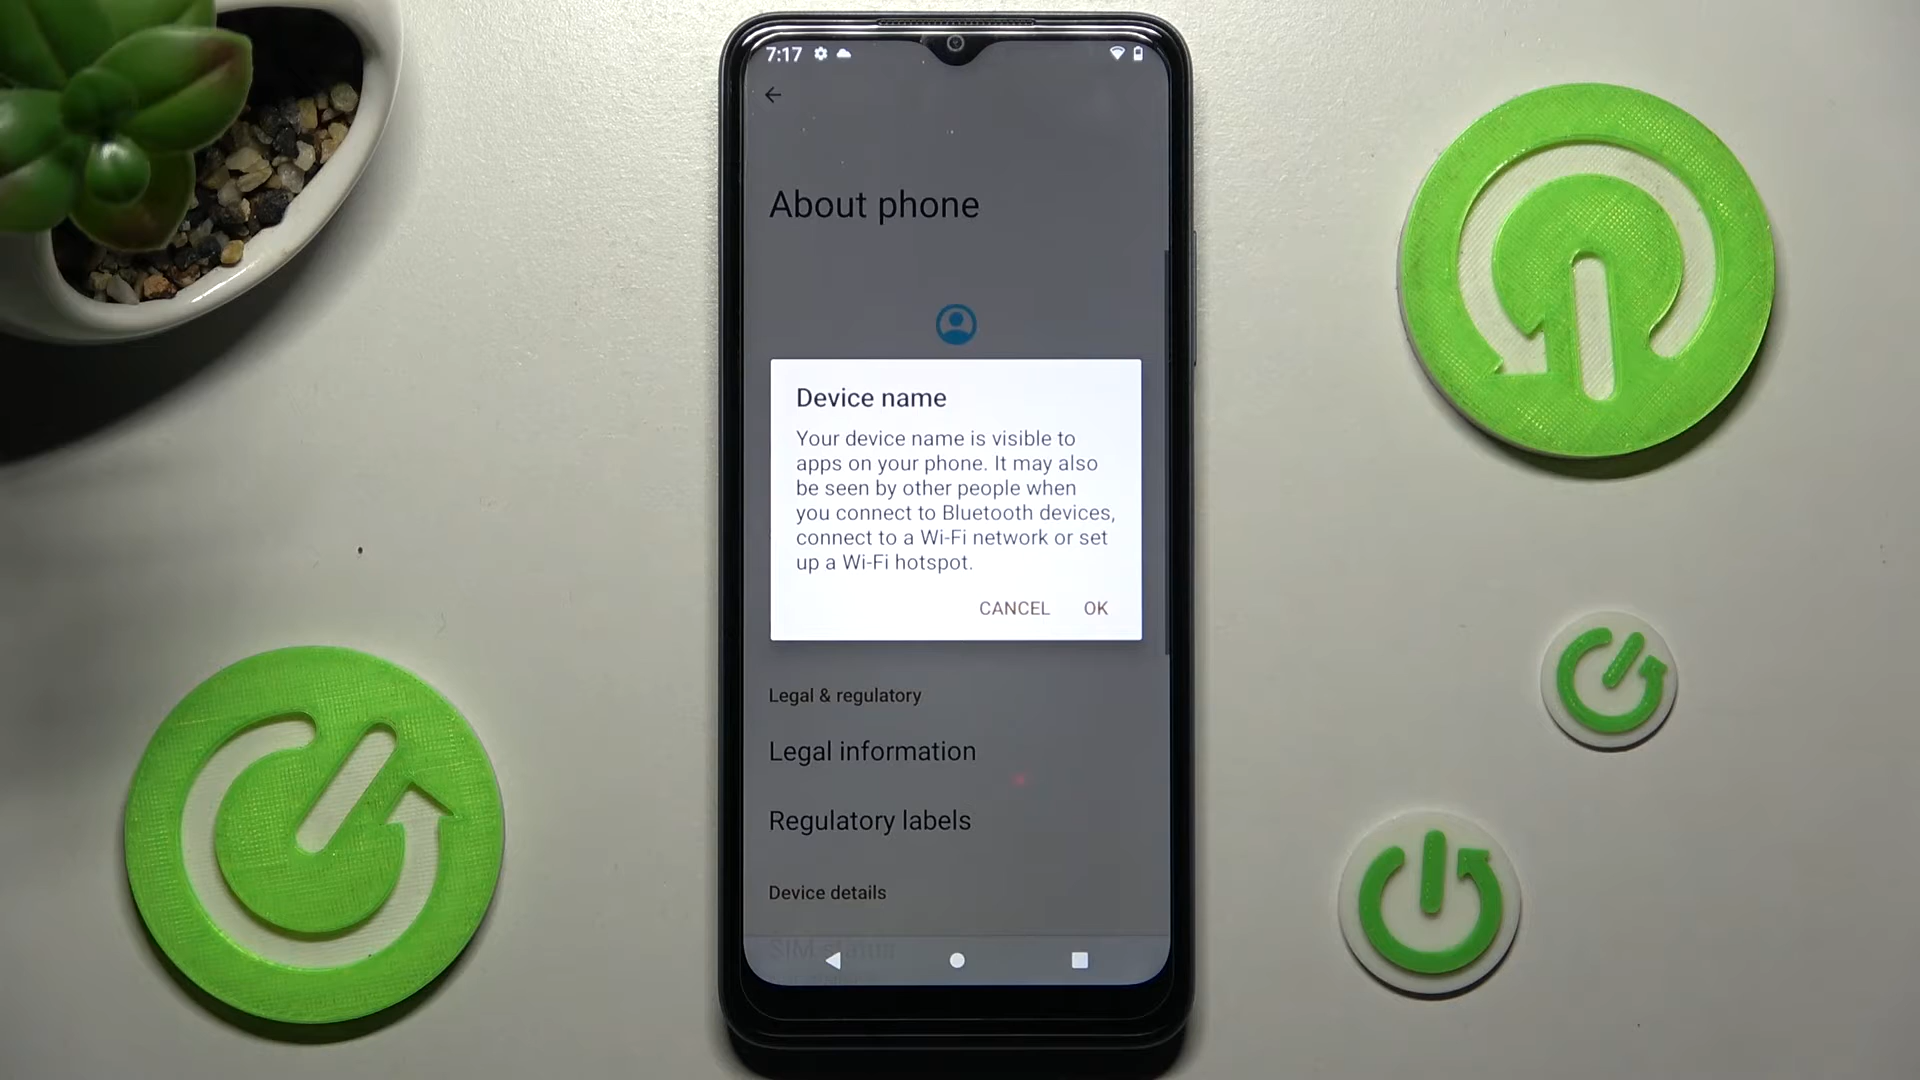 7:17
About phone
Device name
Your device name is visible to
apps on your phone. It may also
be seen by other people when
you connect to Bluetooth devices,
connect to a Wi-Fi network or set
up a Wi-Fi hotspot.
CANCEL OK
Legal & regulatory
Legal information
Regulatory labels
Device details
SIM status